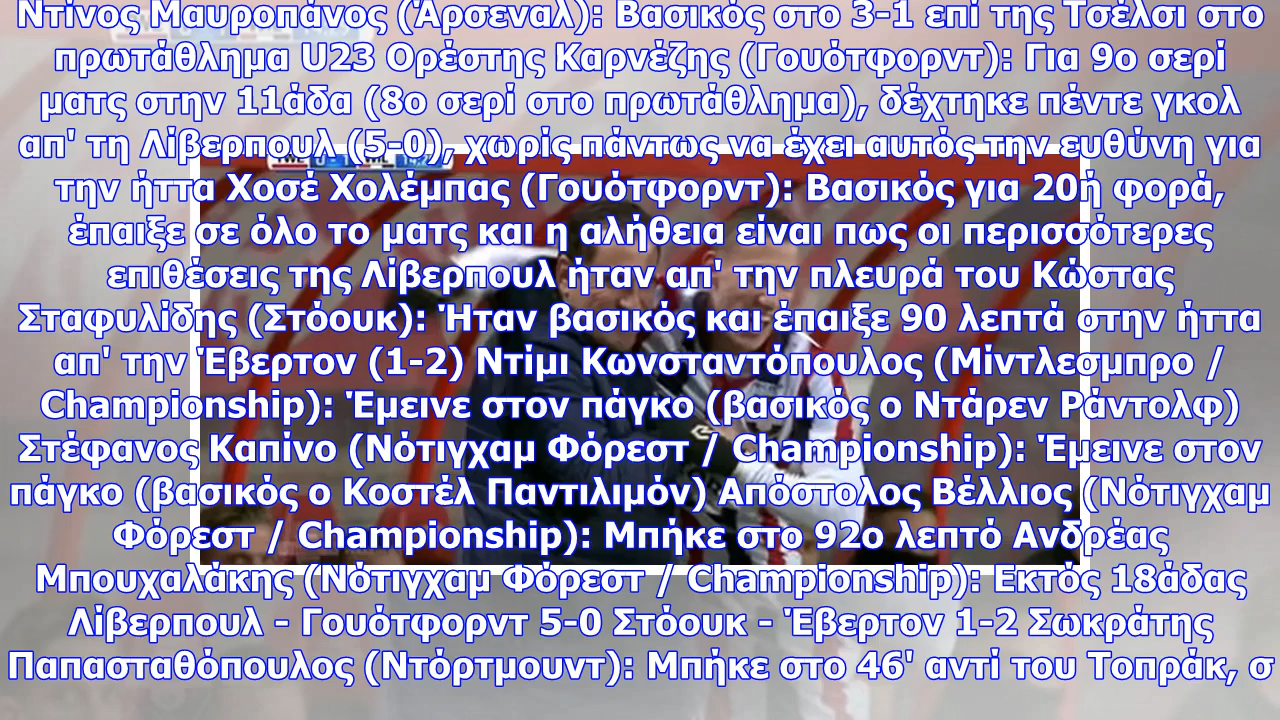 Ντίνος Μαυροπάνος (Άρσεναλ): Βασικός στο 3-1 επί της Τσέλσι στο
πρωτάθλημα U23 Ορέστης Καρνέζης (Γουότφορντ): Για 9ο σερί
ματς στην 11άδα (8ο σερί στο πρωτάθλημα), δέχτηκε πέντε γκολ
απ' τη Λίβερπουλ (5-0), χωρίς πάντως να έχει αυτός την ευθύνη για
την ήττα Χοσέ Χολέμπας (Γουότφορντ): Βασικός για 20ή φορά,
έπαιξε σε όλο το ματς και η αλήθεια είναι πως οι περισσότερες
επιθέσεις της Λίβερπουλ ήταν απ' την πλευρά του Κώστας
Σταφυλίδης (Στόουκ): Ήταν βασικός και έπαιξε 90 λεπτά στην ήττα
απ' την Έβερτον (1-2) Ντίμι Κωνσταντόπουλος (Μίντλεσμπρο /
Championship): Έμεινε στον πάγκο (βασικός ο Ντάρεν Ράντολφ)
Στέφανος Καπίνο (Νότιγχαμ Φόρεστ / Championship): Έμεινε στον
πάγκο (βασικός ο Κοστέλ Παντιλιμόν) Απόστολος Βέλλιος (Νότιγχαμ
Φόρεστ / Championship): Μπήκε στο 92ο λεπτό Ανδρέας
Μπουχαλάκης (Νότιγχαμ Φόρεστ / Championship): Εκτός 18άδας
Λίβερπουλ - Γουότφορντ 5-0 Στόουκ - Έβερτον 1-2 Σωκράτης
Παπασταθόπουλος (Ντόρτμουντ): Μπήκε στο 46' αντί του Τοπράκ, σ